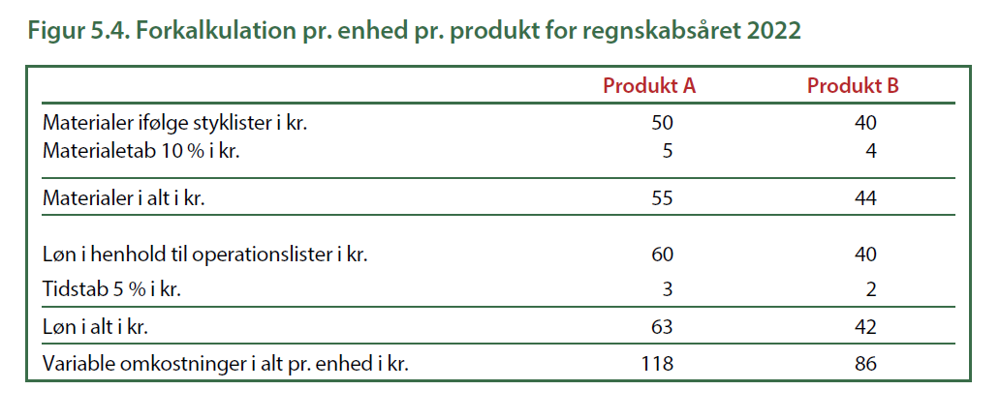 Figur 5.4. Forkalkulation pr. enhed pr. produkt for regnskabsåret 2022
Produkt A Produkt B
Materialer ifølge styklister i kr. 50 40
Materialetab 10 % i kr. 5 4
Materialer i alt i kr. 55 44
Løn i henhold til operationslister i kr. 60 40
Tidstab 5 % i kr. 3 2
Løn i alt i kr. 63 42
Variable omkostninger i alt pr. enhed i kr. 118 86